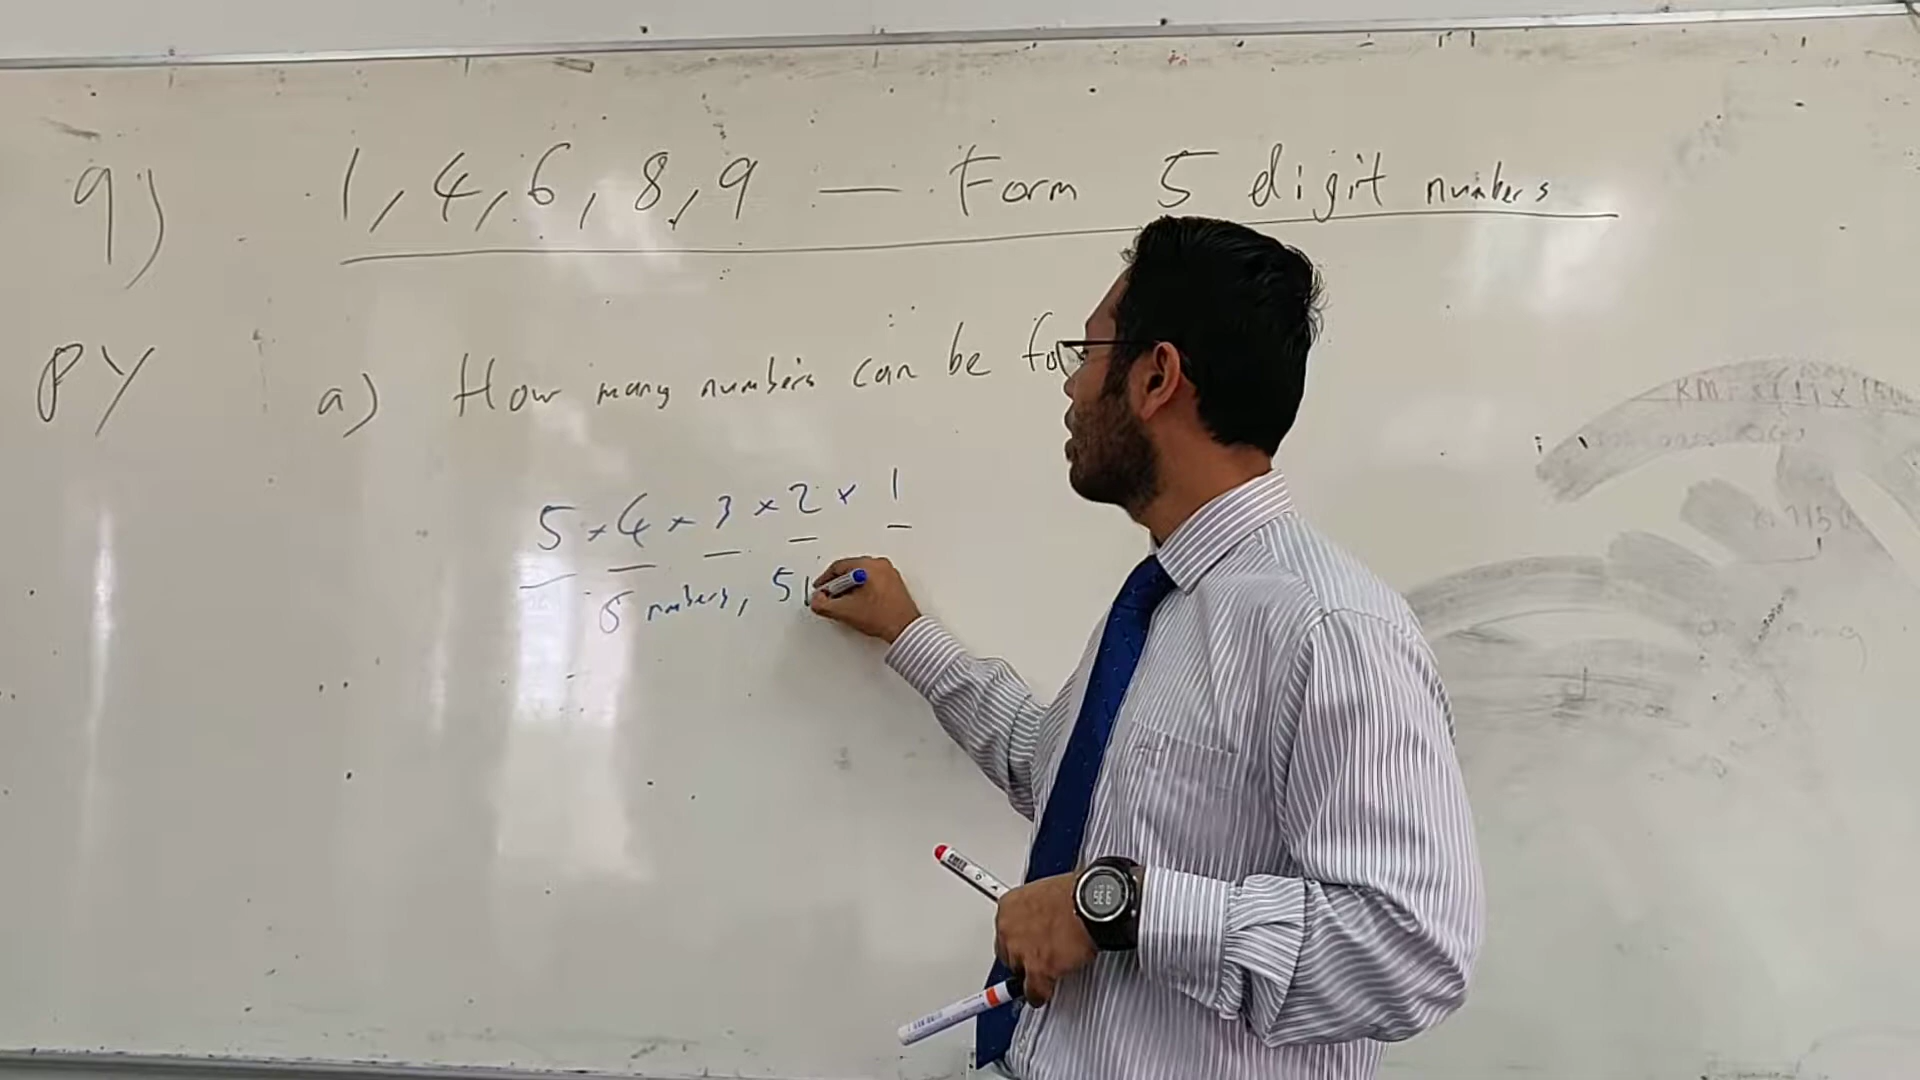 9) 1, 4, 6, 8, 9 — Form 5 digit numbers
PY a) How many numbers can be fo
5 × 4 × 3 × 2 × 1
5 numbers, 5